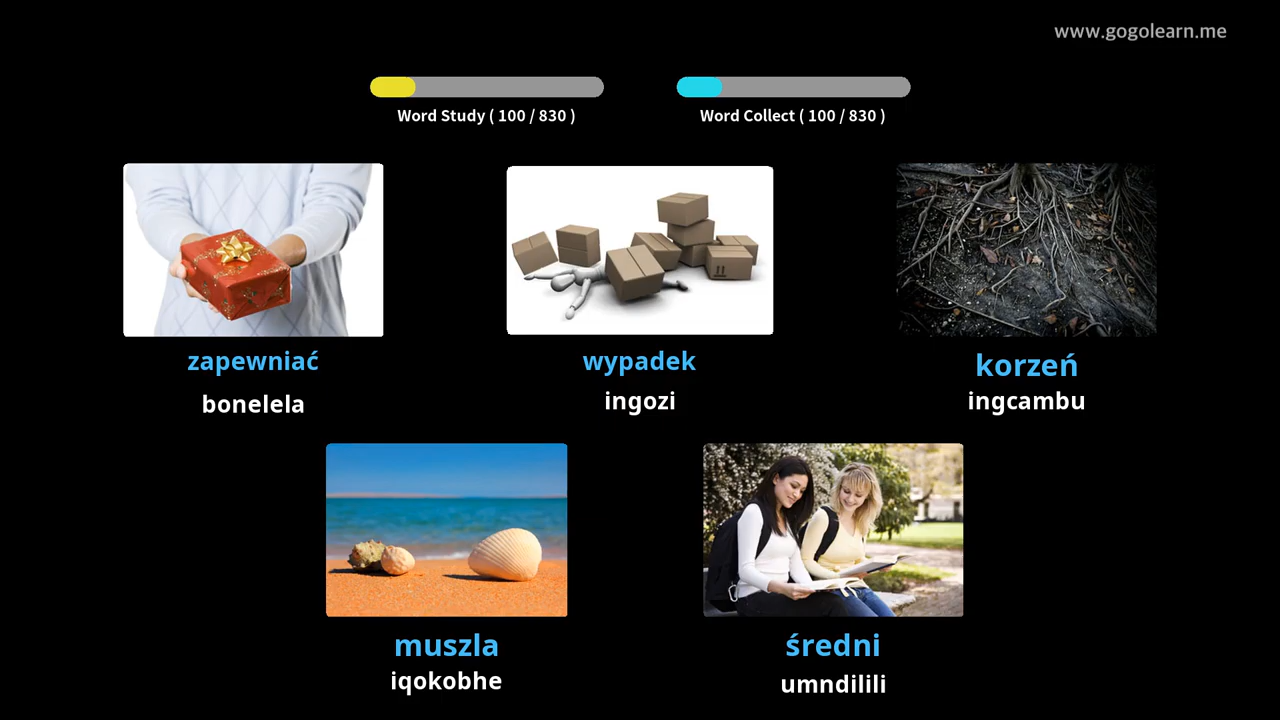 www.gogolearn.me
Word Study ( 100 / 830 )
Word Collect ( 100 / 830 )
zapewniać
bonelela
wypadek
ingozi
korzeń
ingcambu
muszla
iqokobhe
średni
umndilili